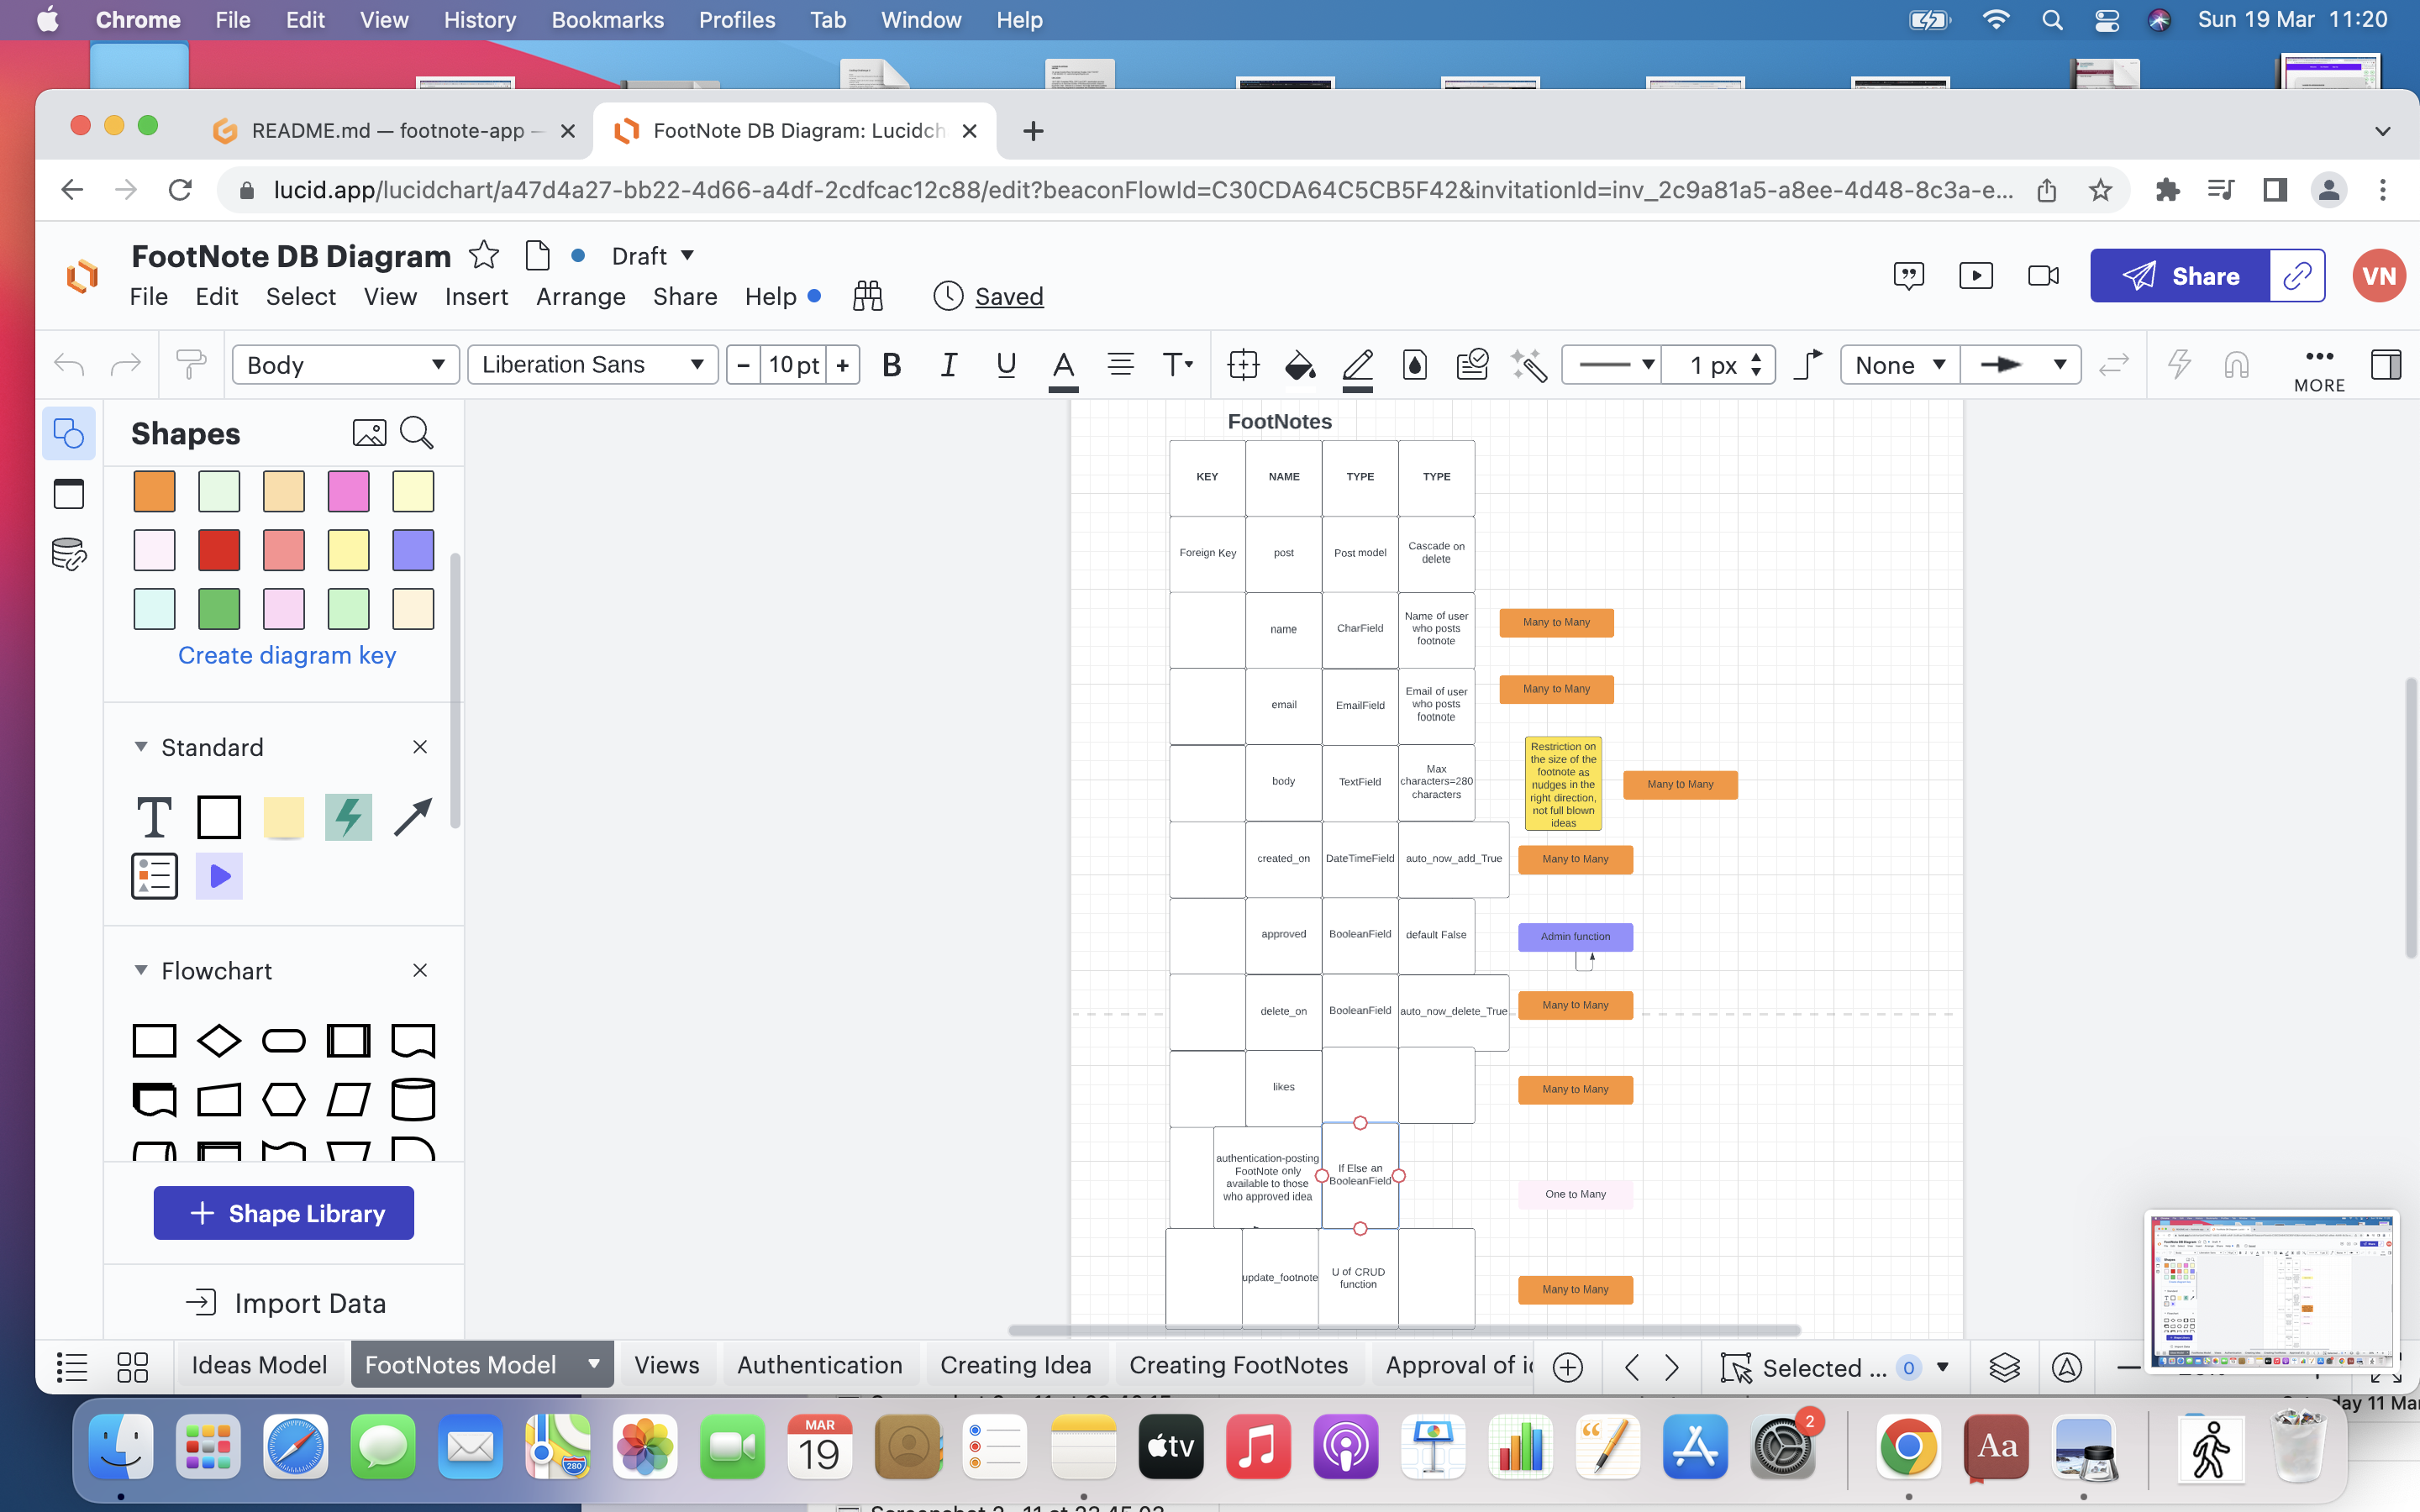 Chrome File Edit View History Bookmarks Profiles Tab Window Help Sun 19 Mar 11:20
README.md — footnote-app —
FootNote DB Diagram: Lucidch
lucid.app/lucidchart/a47d4a27-bb22-4d66-a4df-2cdfcac12c88/edit?beaconFlowId=C30CDA64C5CB5F42&invitationId=inv_2c9a81a5-a8ee-4d48-8c3a-e...
FootNote DB Diagram Draft
File Edit Select View Insert Arrange Share Help Saved
Share
VN
Body Liberation Sans - 10 pt + B I U A T 1 px None MORE
Shapes
Create diagram key
Standard
T
Flowchart
+ Shape Library
Import Data
FootNotes
KEY NAME TYPE TYPE
Foreign Key post Post model Cascade on
delete
name CharField Name of user
who posts
footnote
Many to Many
email EmailField Email of user
who posts
footnote
Many to Many
body TextField Max
characters=280
characters
Restriction on
the size of the
footnote as
nudges in the
right direction,
not full blown
ideas
Many to Many
created_on DateTimeField auto_now_add_True
Many to Many
approved BooleanField default False
Admin function
delete_on BooleanField auto_now_delete_True
Many to Many
likes
Many to Many
authentication-posting
FootNote only
available to those
who approved idea
If Else an
BooleanField
One to Many
update_footnote U of CRUD
function
Many to Many
Ideas Model FootNotes Model Views Authentication Creating Idea Creating FootNotes Approval of ic Selected ... 0
MAR
19
280
tv
2
Aa